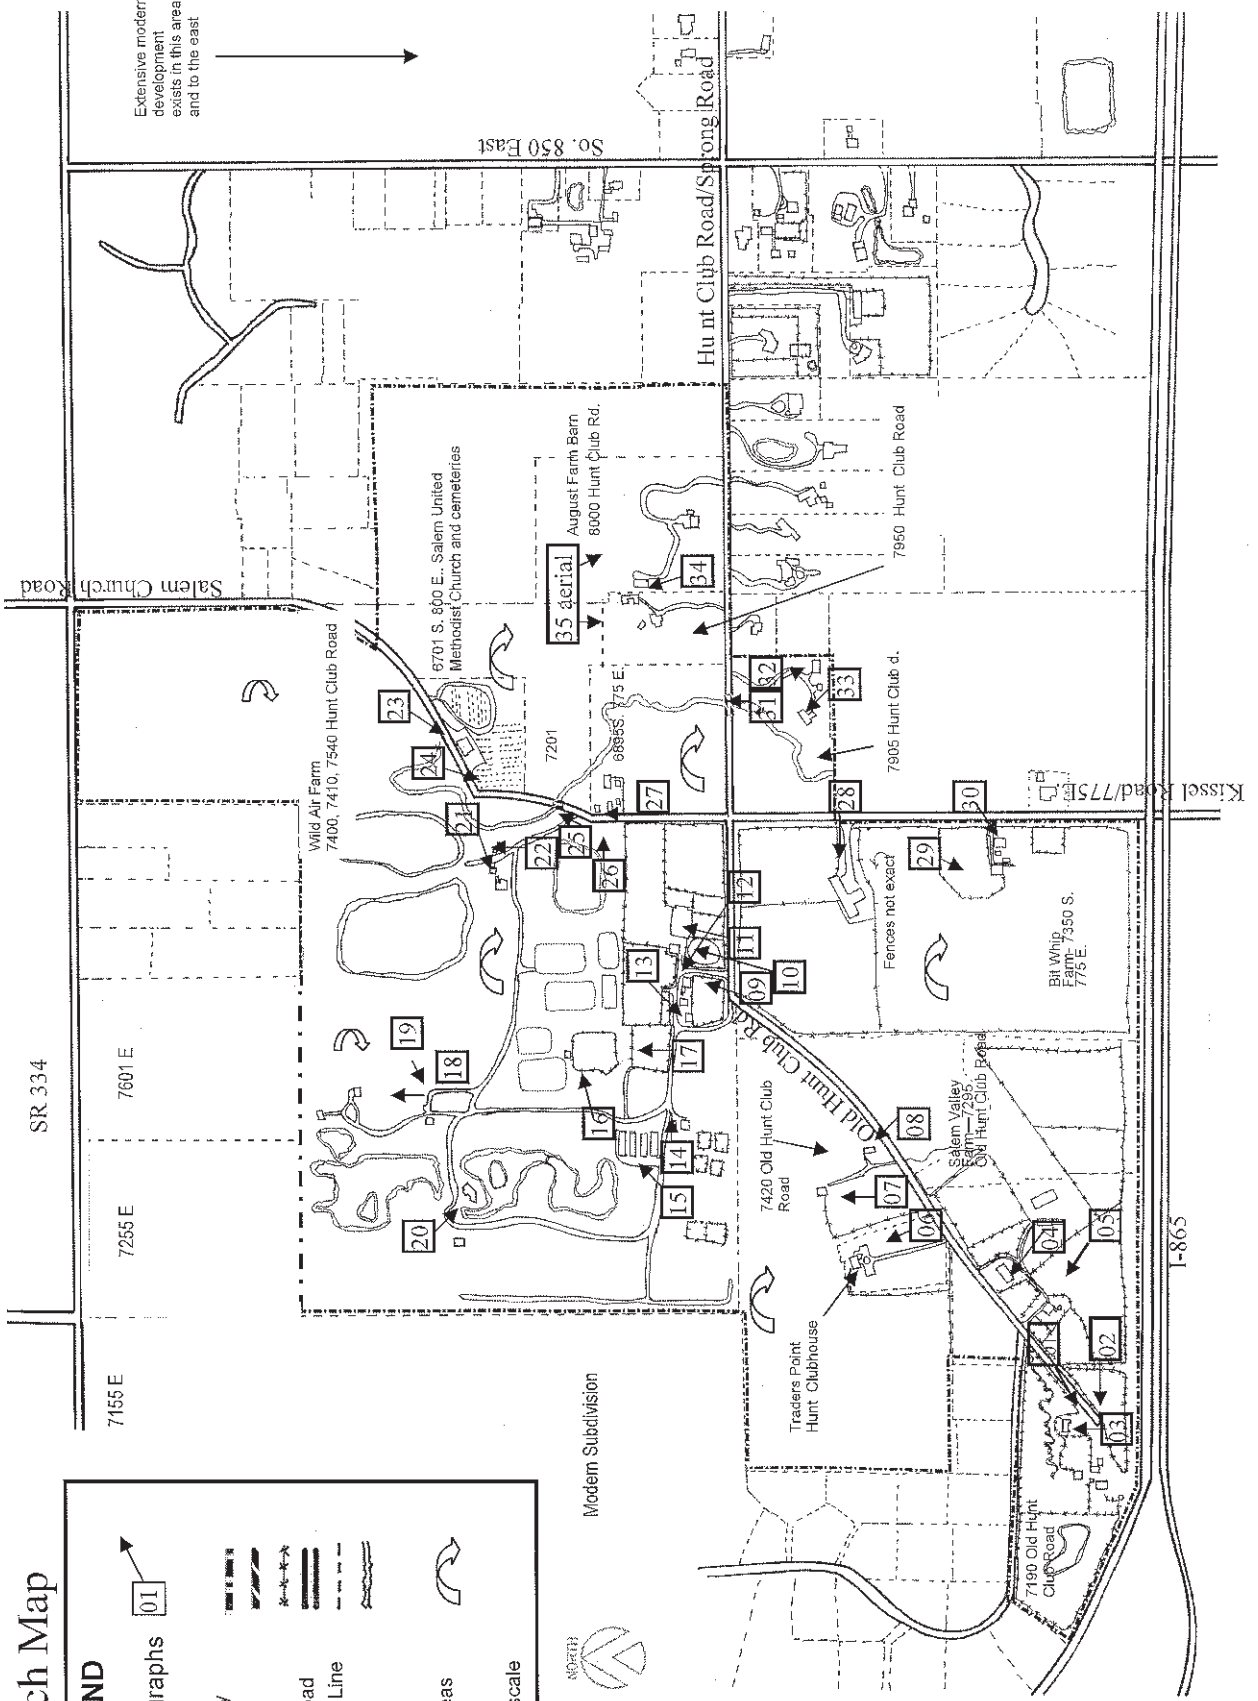 ch Map
ND
raphs
01
ad
Line
as
scale
NORTH
SR 334
7155 E
7255 E
7601 E
Extensive modern
development
exists in this area
and to the east
Salem Church Road
So. 850 East
Hunt Club Road/Sprong Road
Wild Air Farm
7400, 7410, 7540 Hunt Club Road
6701 S. 800 E.. Salem United
Methodist Church and cemeteries
August Farm Barn
8000 Hunt Club Rd.
35 aerial
34
7201
6895 S. 775 E.
7950 Hunt Club Road
7905 Hunt Club d.
23
24
21
22
25
26
27
28
29
30
31
32
33
Kissel Road/775E.
Fences not exact
Bit Whip
Farm- 7350 S.
775 E.
19
18
20
16
17
13
14
15
12
11
10
09
Old Hunt Club Rd
7420 Old Hunt Club
Road
08
07
06
Salem Valley
Farm—7295
Old Hunt Club Road
04
05
01
02
03
Traders Point
Hunt Clubhouse
Modern Subdivision
7190 Old Hunt
Club Road
I-865